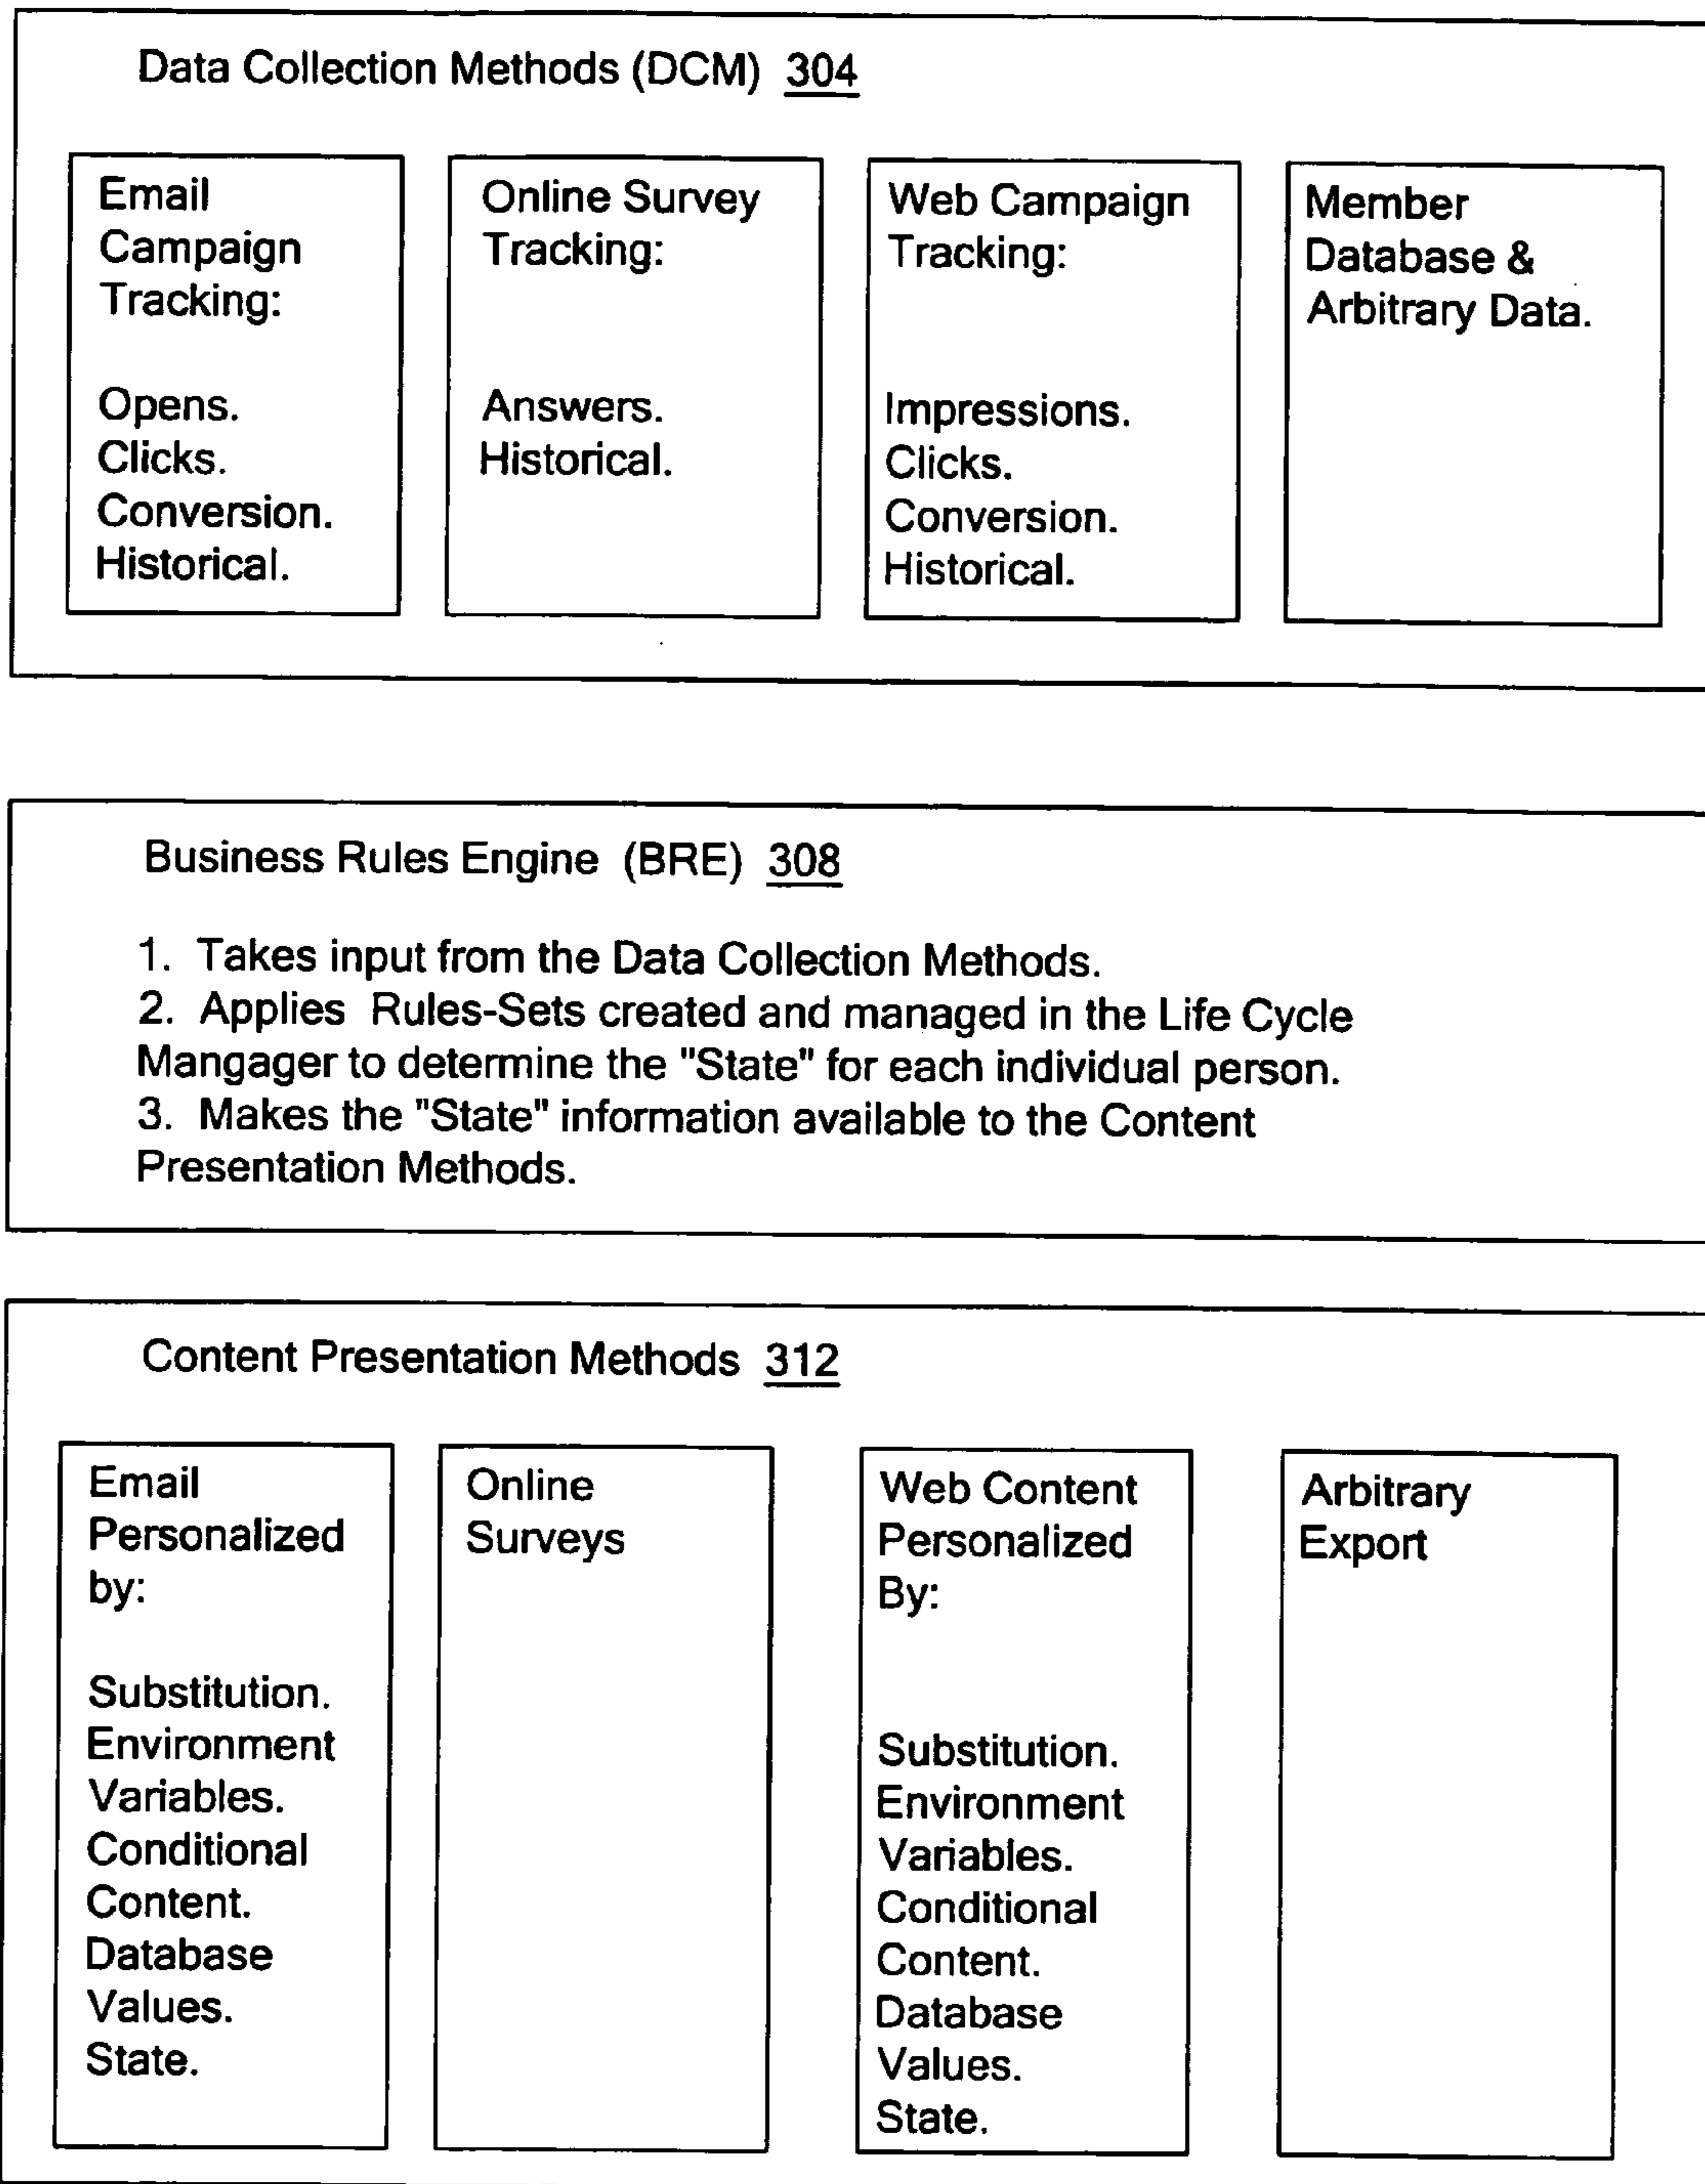 Data Collection Methods (DCM) 304
Email
Campaign
Tracking:
Opens.
Clicks.
Conversion.
Historical.
Online Survey
Tracking:
Answers.
Historical.
Web Campaign
Tracking:
Impressions.
Clicks.
Conversion.
Historical.
Member
Database &
Arbitrary Data.
Business Rules Engine (BRE) 308
1. Takes input from the Data Collection Methods.
2. Applies Rules-Sets created and managed in the Life Cycle
Mangager to determine the "State" for each individual person.
3. Makes the "State" information available to the Content
Presentation Methods.
Content Presentation Methods 312
Email
Personalized
by:
Substitution.
Environment
Variables.
Conditional
Content.
Database
Values.
State.
Online
Surveys
Web Content
Personalized
By:
Substitution.
Environment
Variables.
Conditional
Content.
Database
Values.
State.
Arbitrary
Export